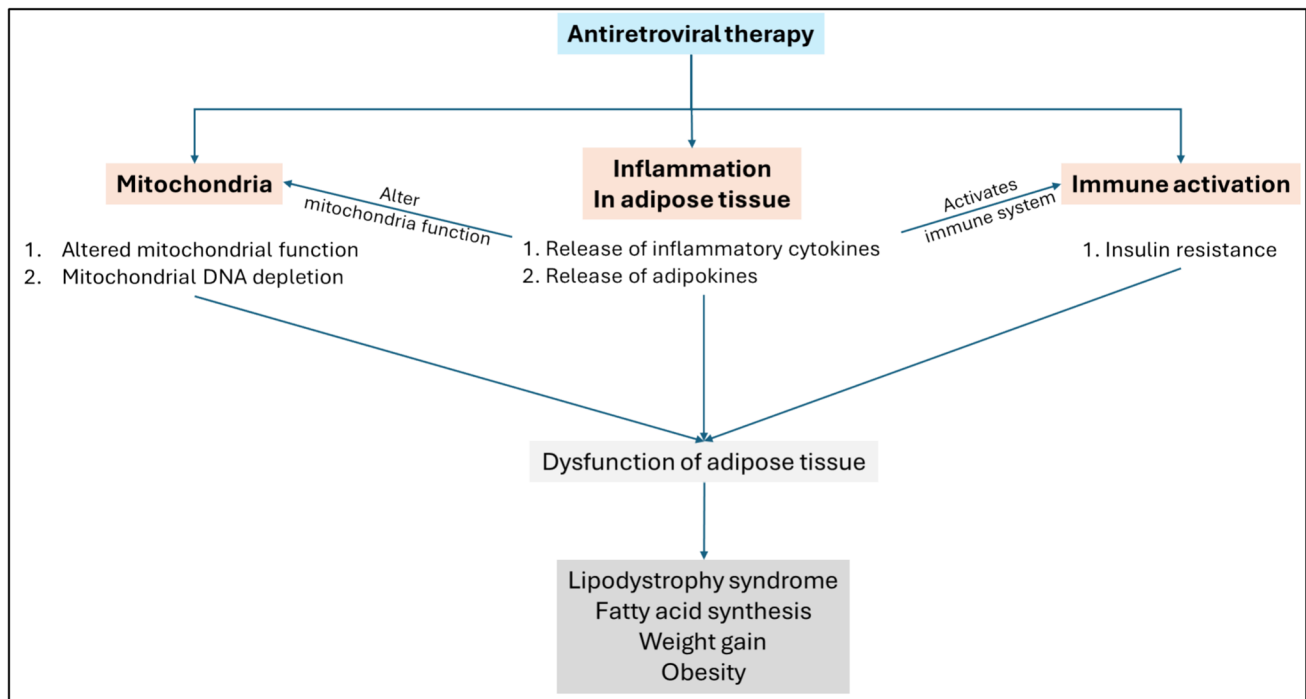 Antiretroviral therapy
Mitochondria
Inflammation
In adipose tissue
Immune activation
Alter
mitochondria function
Activates
immune system
1. Altered mitochondrial function
2. Mitochondrial DNA depletion
1. Release of inflammatory cytokines
2. Release of adipokines
1. Insulin resistance
Dysfunction of adipose tissue
Lipodystrophy syndrome
Fatty acid synthesis
Weight gain
Obesity